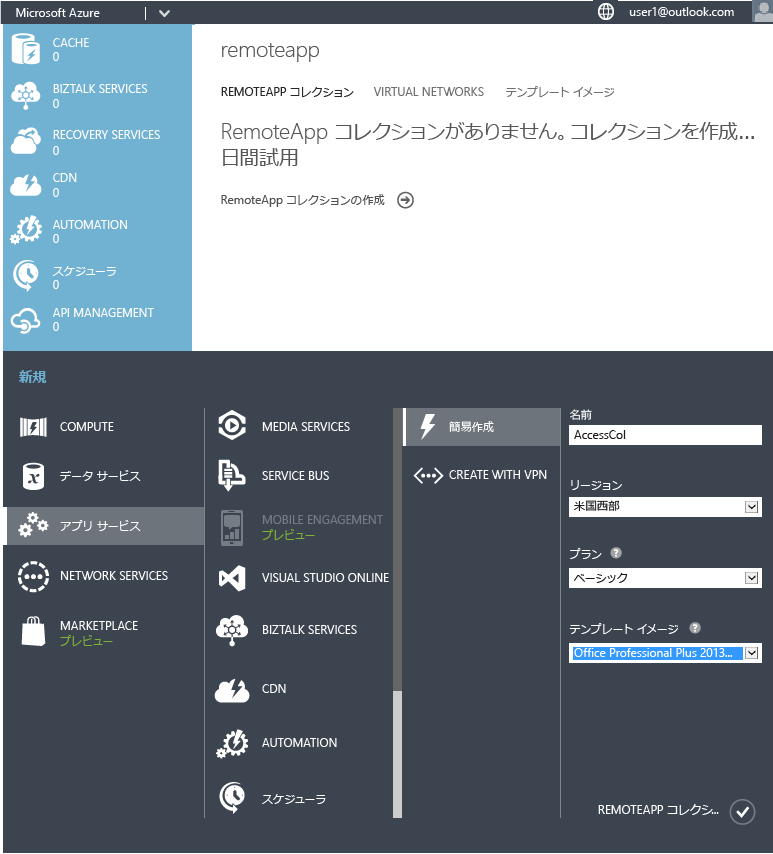 Microsoft Azure
user1@outlook.com
CACHE
0
BIZTALK SERVICES
0
RECOVERY SERVICES
0
CDN
0
AUTOMATION
0
スケジューラ
0
API MANAGEMENT
0
remoteapp
REMOTEAPP コレクション VIRTUAL NETWORKS テンプレート イメージ
RemoteApp コレクションがありません。コレクションを作成...
日間試用
RemoteApp コレクションの作成
新規
COMPUTE
データ サービス
アプリ サービス
NETWORK SERVICES
MARKETPLACE
プレビュー
MEDIA SERVICES
SERVICE BUS
MOBILE ENGAGEMENT
プレビュー
VISUAL STUDIO ONLINE
BIZTALK SERVICES
CDN
AUTOMATION
スケジューラ
簡易作成
CREATE WITH VPN
名前
AccessCol
リージョン
米国西部
プラン ?
ベーシック
テンプレート イメージ ?
Office Professional Plus 2013...
REMOTEAPP コレクシ...